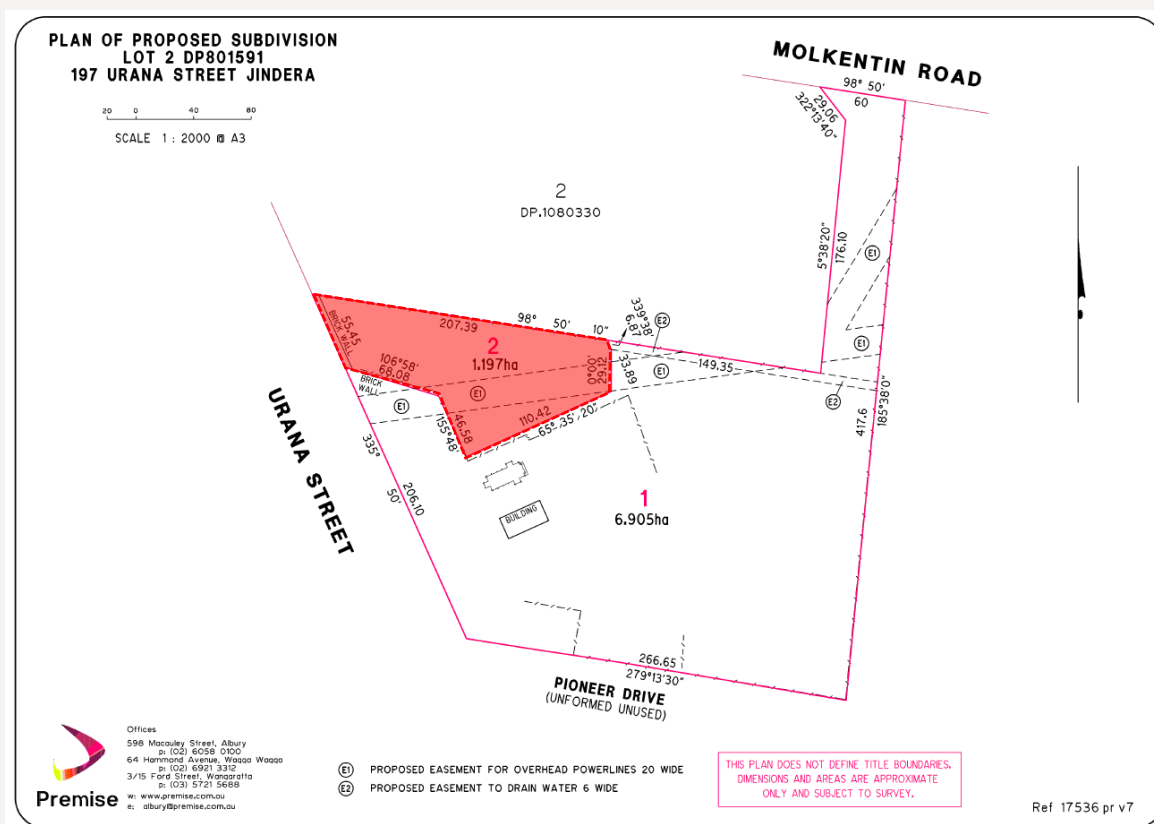 PLAN OF PROPOSED SUBDIVISION
LOT 2 DP801591
197 URANA STREET JINDERA
20 0 40 80
SCALE 1 : 2000 @ A3
MOLKENTIN ROAD
98° 50'
60
29.06
322°13'40"
2
DP.1080330
5°38'20"
176.10
E1
E1
339°38'
6.87
E2
207.39 98° 50' 10"
55.45
BRICK WALL
2
1.197ha
106°58'
68.08
BRICK
WALL
E1
E1
0°00'
29.12
33.89
E1
149.35
E2
417.6
185°38'0"
46.58
155°48'
110.42
65° 35' 20"
URANA STREET
335°
50'
206.10
BUILDING
1
6.905ha
266.65
279°13'30"
PIONEER DRIVE
(UNFORMED UNUSED)
Premise
Offices
598 Macauley Street, Albury
p: (02) 6058 0100
64 Hammond Avenue, Wagga Wagga
p: (02) 6921 3312
3/15 Ford Street, Wangaratta
p: (03) 5721 5688
w: www.premise.com.au
e: albury@premise.com.au
E1 PROPOSED EASEMENT FOR OVERHEAD POWERLINES 20 WIDE
E2 PROPOSED EASEMENT TO DRAIN WATER 6 WIDE
THIS PLAN DOES NOT DEFINE TITLE BOUNDARIES.
DIMENSIONS AND AREAS ARE APPROXIMATE
ONLY AND SUBJECT TO SURVEY.
Ref 17536 pr v7